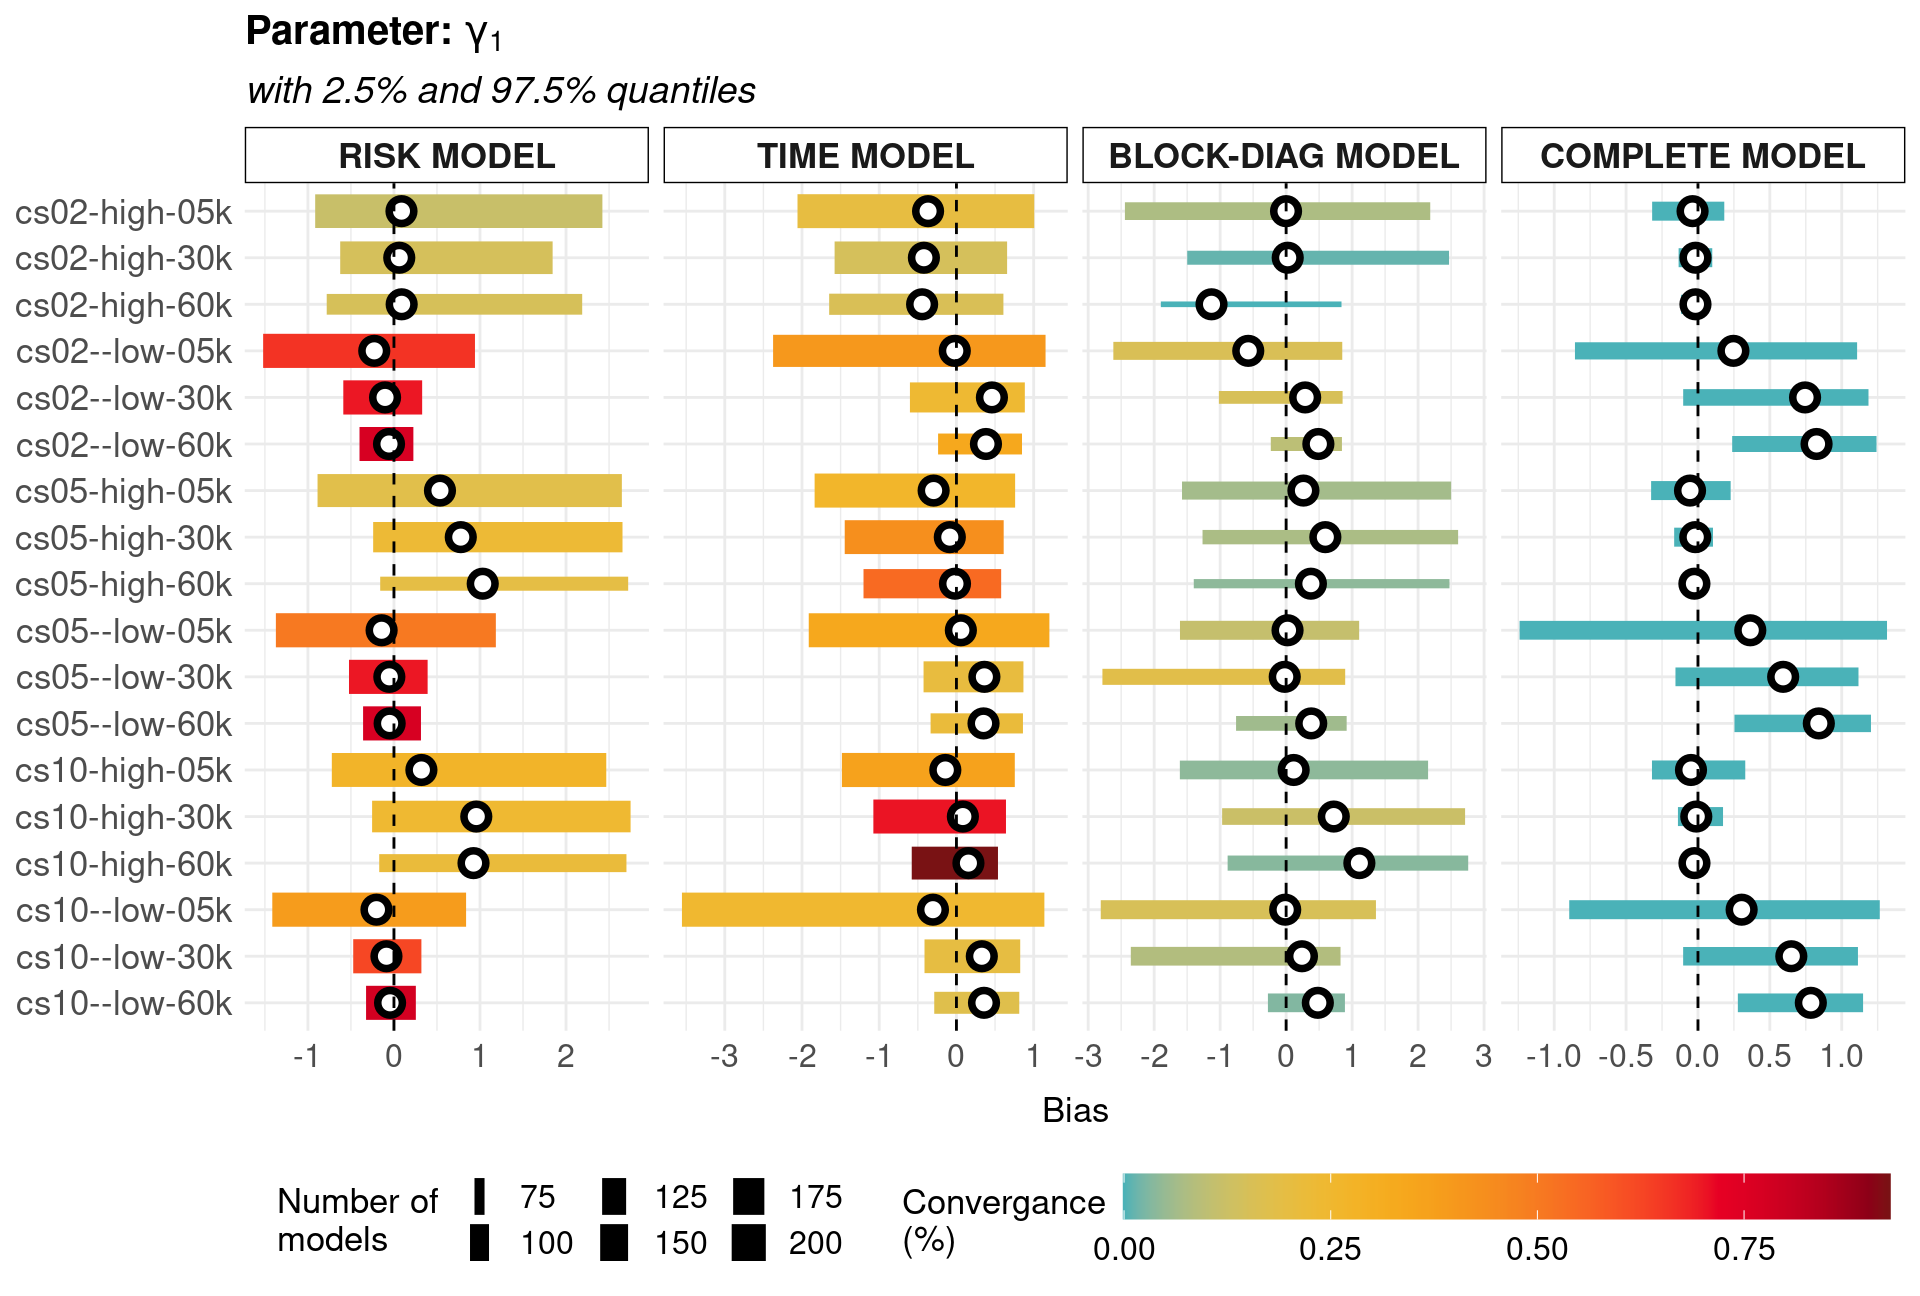 Parameter: γ1
with 2.5% and 97.5% quantiles
RISK MODEL TIME MODEL BLOCK-DIAG MODEL COMPLETE MODEL
cs02-high-05k
cs02-high-30k
cs02-high-60k
cs02--low-05k
cs02--low-30k
cs02--low-60k
cs05-high-05k
cs05-high-30k
cs05-high-60k
cs05--low-05k
cs05--low-30k
cs05--low-60k
cs10-high-05k
cs10-high-30k
cs10-high-60k
cs10--low-05k
cs10--low-30k
cs10--low-60k
-1 0 1 2 -3 -2 -1 0 1 -3 -2 -1 0 1 2 3 -1.0 -0.5 0.0 0.5 1.0
Bias
Number of models
75 125 175
100 150 200
Convergance (%)
0.00 0.25 0.50 0.75